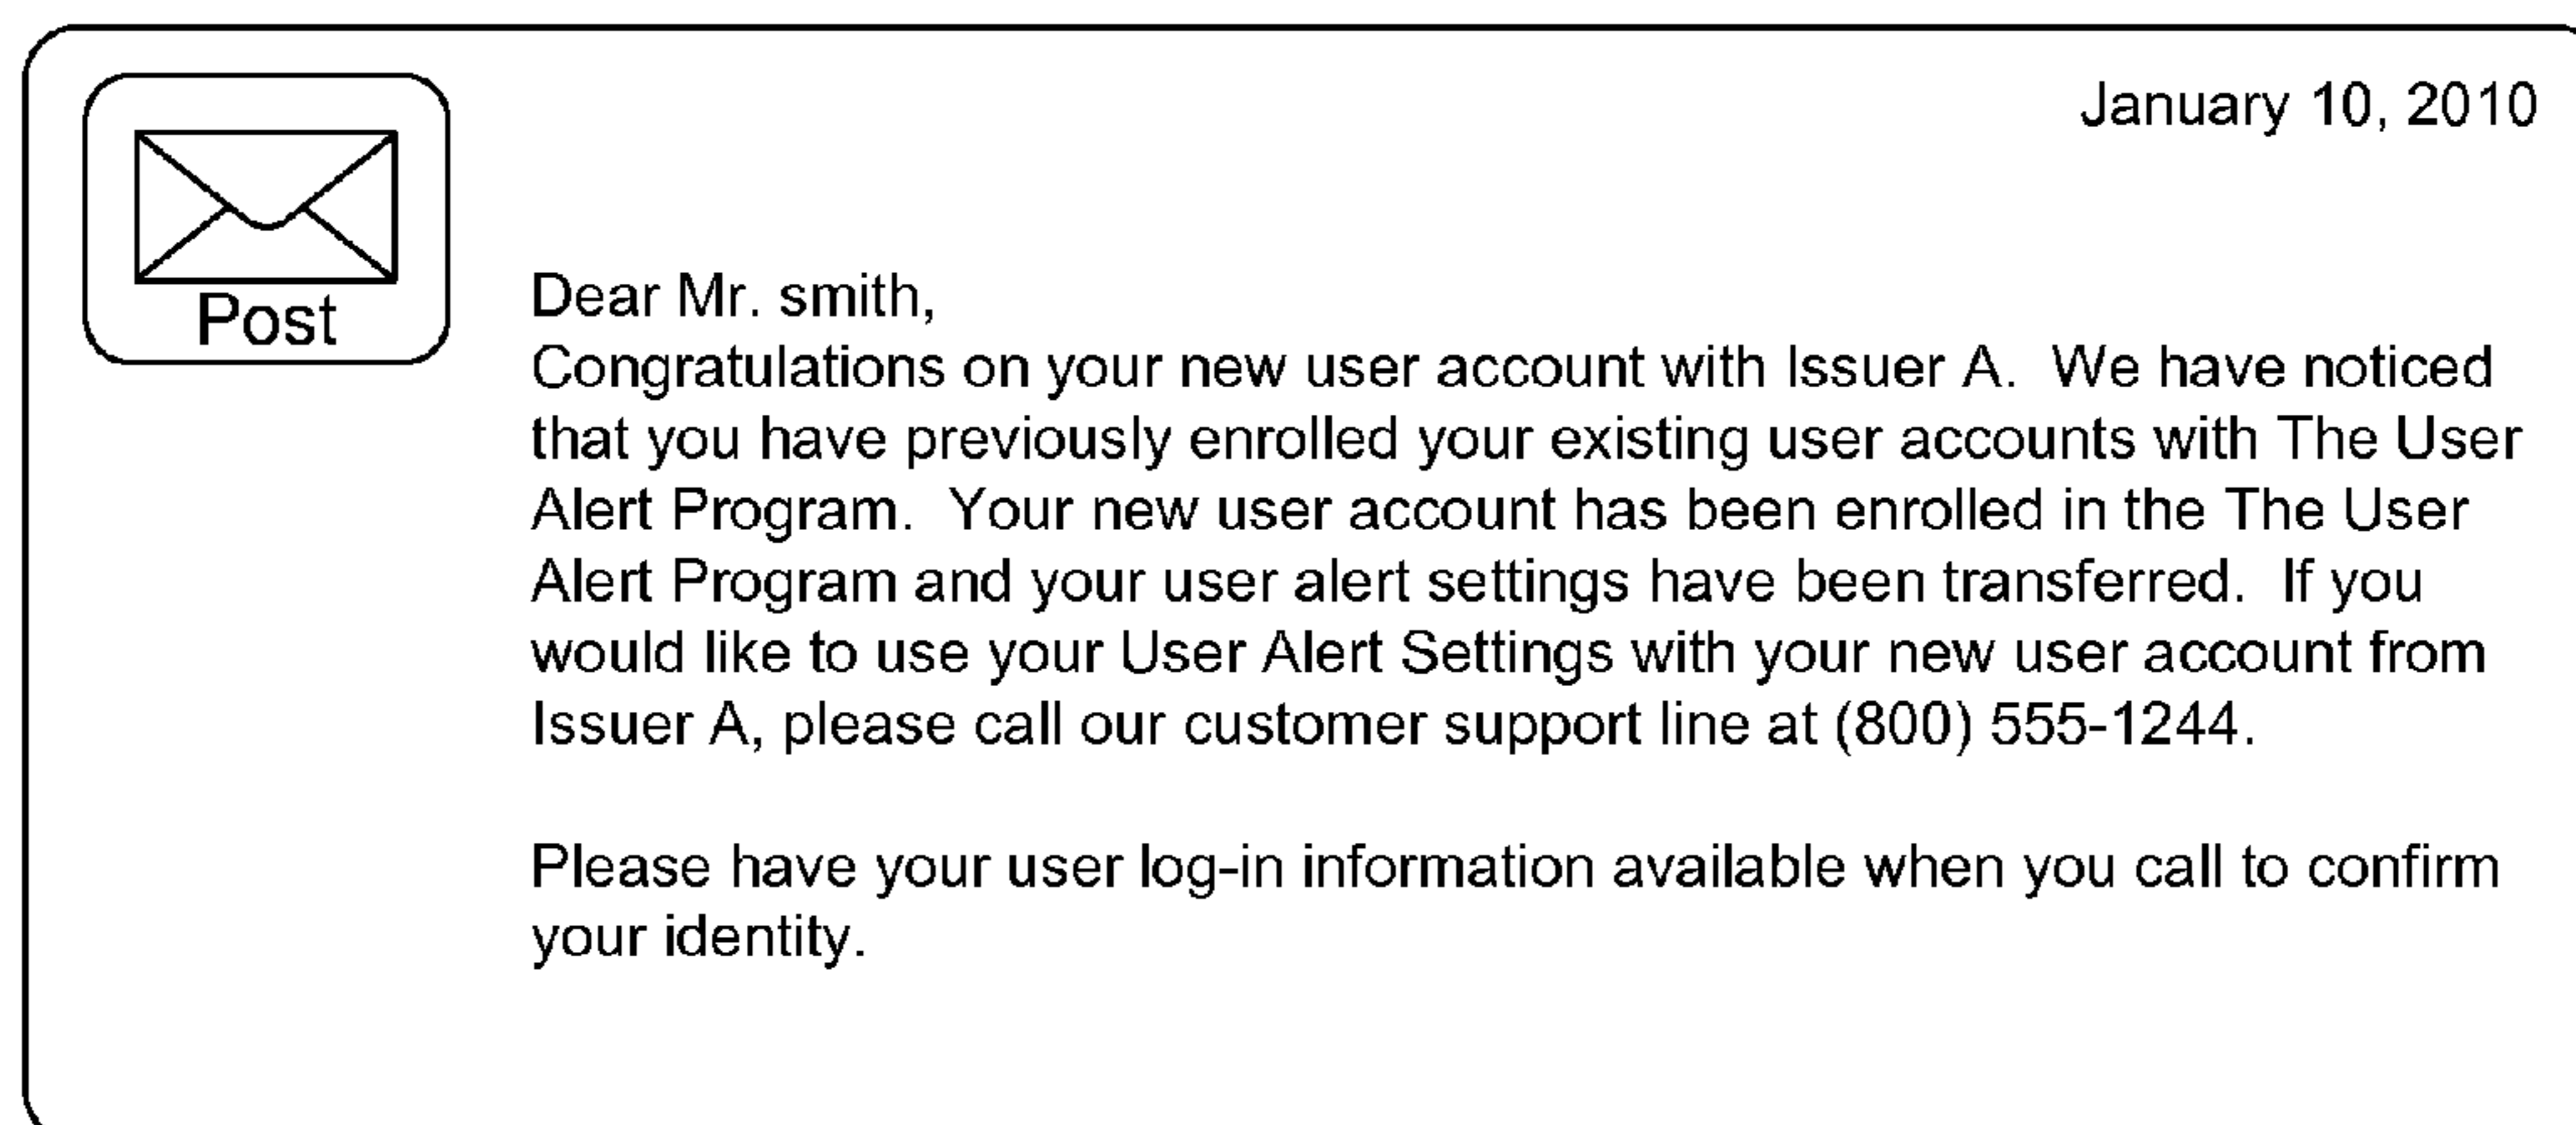 January 10, 2010
Post
Dear Mr. smith,
Congratulations on your new user account with Issuer A.  We have noticed
that you have previously enrolled your existing user accounts with The User
Alert Program.  Your new user account has been enrolled in the The User
Alert Program and your user alert settings have been transferred.  If you
would like to use your User Alert Settings with your new user account from
Issuer A, please call our customer support line at (800) 555-1244.
Please have your user log-in information available when you call to confirm
your identity.